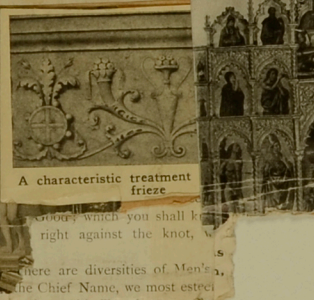 A characteristic treatment
frieze
Good, which you shall
right against the knot,
There are diversities of Men's
the Chief Name, we most